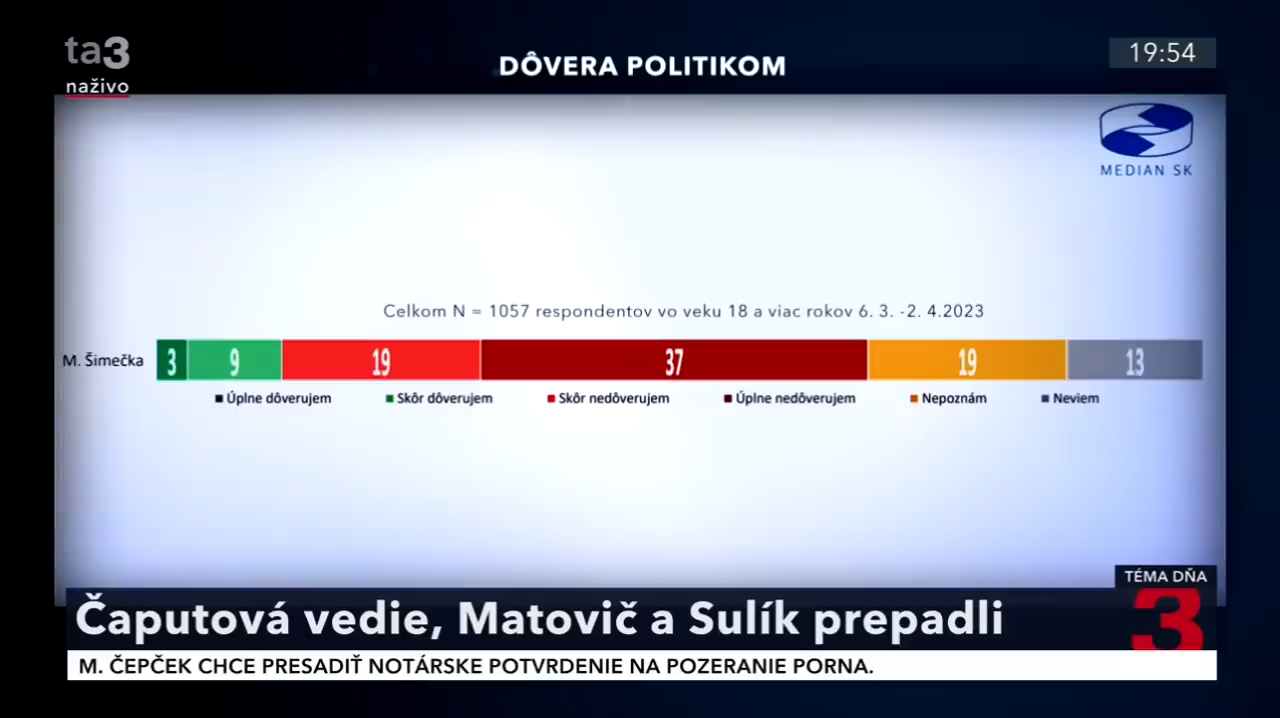 ta3
naživo
DÔVERA POLITIKOM
19:54
MEDIAN SK
Celkom N = 1057 respondentov vo veku 18 a viac rokov 6. 3. -2. 4.2023
M. Šimečka 3 9 19 37 19 13
Úplne dôverujem Skôr dôverujem Skôr nedôverujem Úplne nedôverujem Nepoznám Neviem
TÉMA DŇA
3
Čaputová vedie, Matovič a Sulík prepadli
M. ČEPČEK CHCE PRESADIŤ NOTÁRSKE POTVRDENIE NA POZERANIE PORNA.